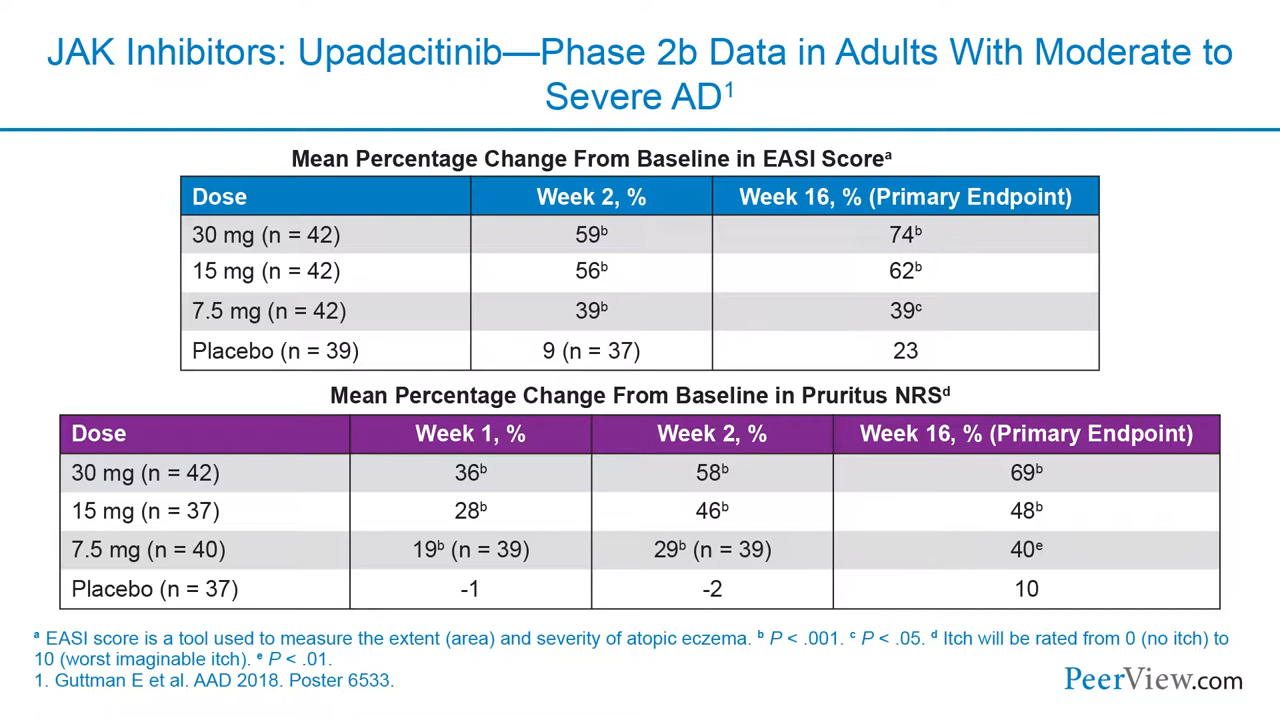 JAK Inhibitors: Upadacitinib—Phase 2b Data in Adults With Moderate to
Severe AD¹
Mean Percentage Change From Baseline in EASI Scoreᵃ
Dose Week 2, % Week 16, % (Primary Endpoint)
30 mg (n = 42) 59ᵇ 74ᵇ
15 mg (n = 42) 56ᵇ 62ᵇ
7.5 mg (n = 42) 39ᵇ 39ᶜ
Placebo (n = 39) 9 (n = 37) 23
Mean Percentage Change From Baseline in Pruritus NRSᵈ
Dose Week 1, % Week 2, % Week 16, % (Primary Endpoint)
30 mg (n = 42) 36ᵇ 58ᵇ 69ᵇ
15 mg (n = 37) 28ᵇ 46ᵇ 48ᵇ
7.5 mg (n = 40) 19ᵇ (n = 39) 29ᵇ (n = 39) 40ᵉ
Placebo (n = 37) -1 -2 10
ᵃ EASI score is a tool used to measure the extent (area) and severity of atopic eczema. ᵇ P < .001. ᶜ P < .05. ᵈ Itch will be rated from 0 (no itch) to
10 (worst imaginable itch). ᵉ P < .01.
1. Guttman E et al. AAD 2018. Poster 6533.
PeerView.com